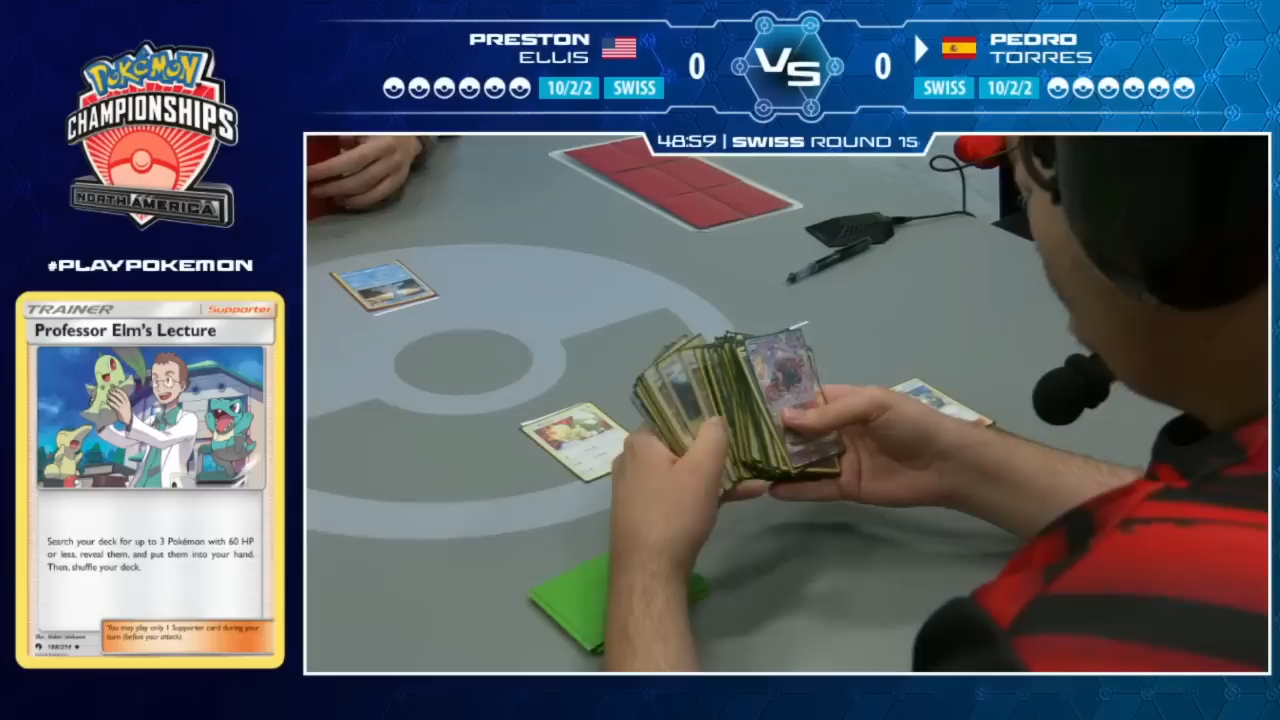 POKÉMON
CHAMPIONSHIPS
NORTH AMERICA
#PLAYPOKEMON
PRESTON
ELLIS
10/2/2 SWISS
0
VS
0
PEDRO
TORRES
SWISS 10/2/2
48:59 | SWISS ROUND 15
TRAINER Supporter
Professor Elm's Lecture
Search your deck for up to 3 Pokémon with 60 HP
or less, reveal them, and put them into your hand.
Then, shuffle your deck.
You may play only 1 Supporter card during your
turn (before your attack).
188/214